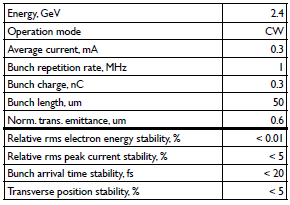 Energy, GeV 2.4
Operation mode CW
Average current, mA 0.3
Bunch repetition rate, MHz 1
Bunch charge, nC 0.3
Bunch length, um 50
Norm. trans. emittance, um 0.6
Relative rms electron energy stability, % < 0.01
Relative rms peak current stability, % < 5
Bunch arrival time stability, fs < 20
Transverse position stability, % < 5